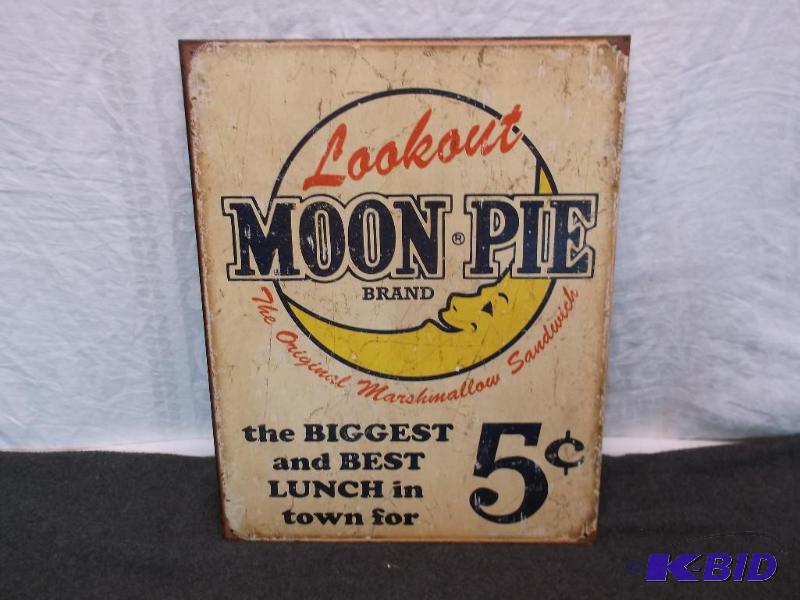 Lookout
MOON ® PIE
BRAND
The Original Marshmallow Sandwich
the BIGGEST
and BEST
LUNCH in
town for
5¢
© K-BID